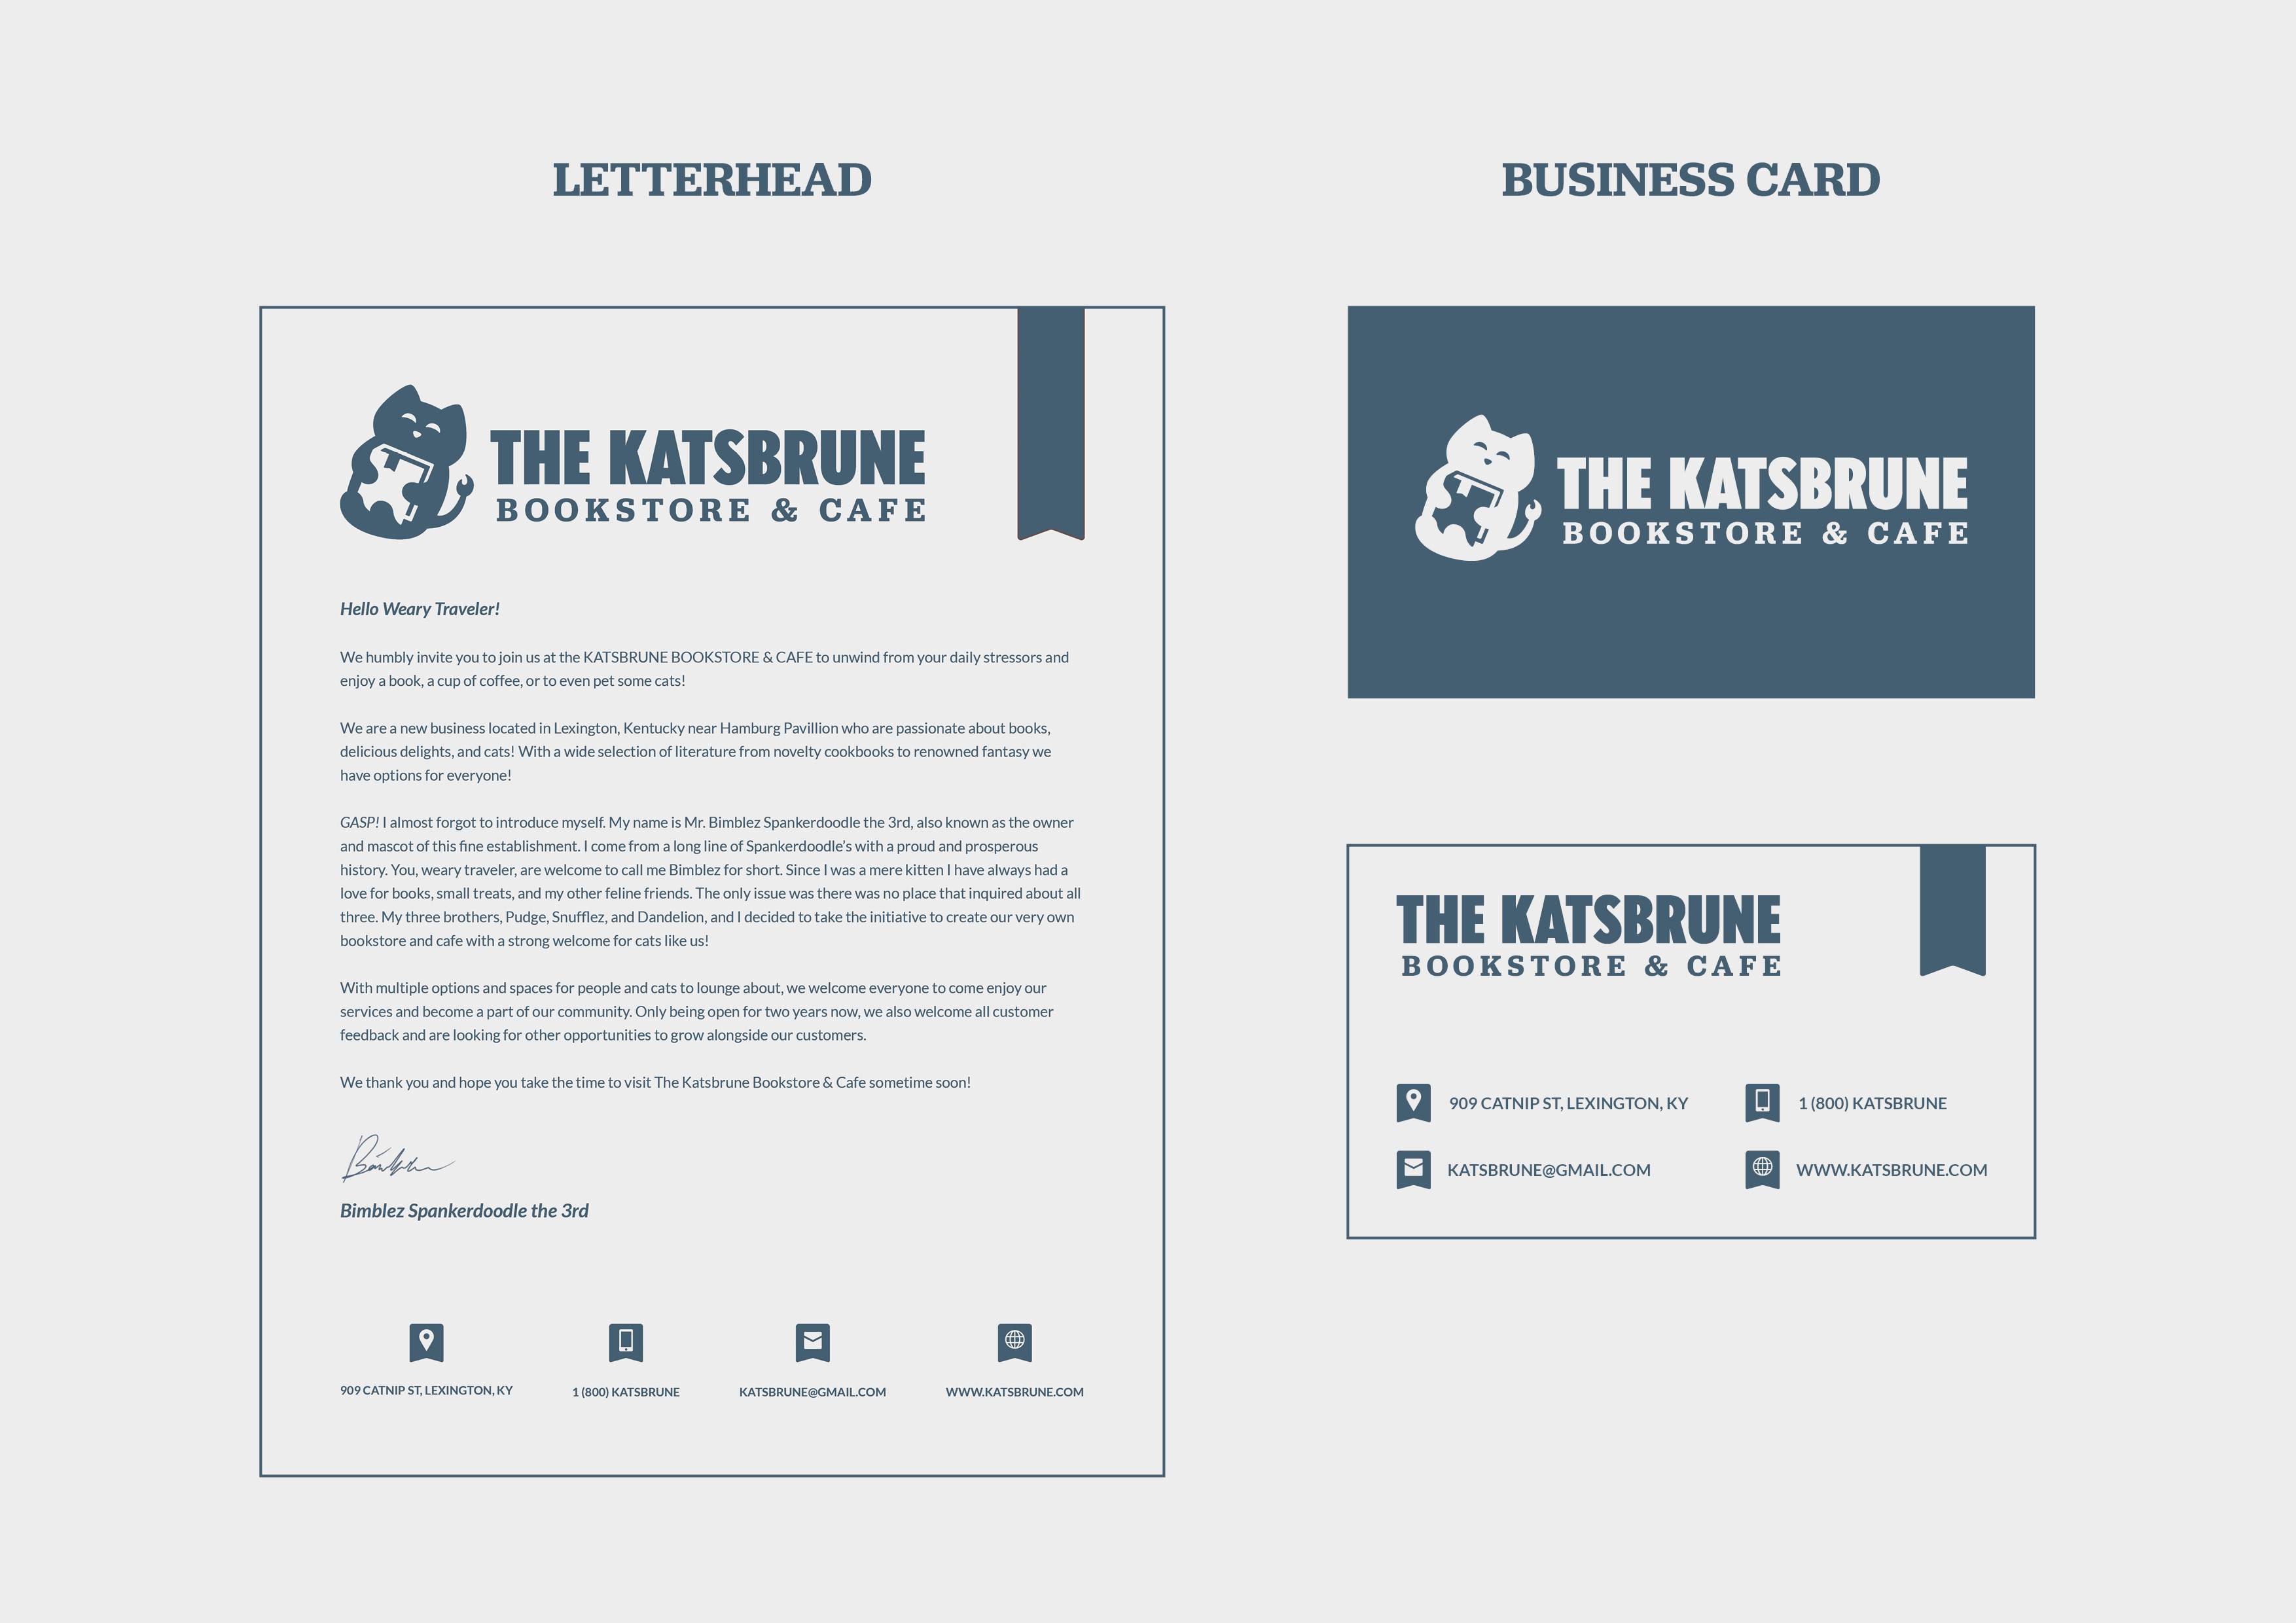 LETTERHEAD
THE KATSBRUNE
BOOKSTORE & CAFE
Hello Weary Traveler!
We humbly invite you to join us at the KATSBRUNE BOOKSTORE & CAFE to unwind from your daily stressors and
enjoy a book, a cup of coffee, or to even pet some cats!
We are a new business located in Lexington, Kentucky near Hamburg Pavillion who are passionate about books,
delicious delights, and cats! With a wide selection of literature from novelty cookbooks to renowned fantasy we
have options for everyone!
GASP! I almost forgot to introduce myself. My name is Mr. Bimblez Spankerdoodle the 3rd, also known as the owner
and mascot of this fine establishment. I come from a long line of Spankerdoodle’s with a proud and prosperous
history. You, weary traveler, are welcome to call me Bimblez for short. Since I was a mere kitten I have always had a
love for books, small treats, and my other feline friends. The only issue was there was no place that inquired about all
three. My three brothers, Pudge, Snufflez, and Dandelion, and I decided to take the initiative to create our very own
bookstore and cafe with a strong welcome for cats like us!
With multiple options and spaces for people and cats to lounge about, we welcome everyone to come enjoy our
services and become a part of our community. Only being open for two years now, we also welcome all customer
feedback and are looking for other opportunities to grow alongside our customers.
We thank you and hope you take the time to visit The Katsbrune Bookstore & Cafe sometime soon!
Bimblez Spankerdoodle the 3rd
909 CATNIP ST, LEXINGTON, KY
1 (800) KATSBRUNE
KATSBRUNE@GMAIL.COM
WWW.KATSBRUNE.COM
BUSINESS CARD
THE KATSBRUNE
BOOKSTORE & CAFE
THE KATSBRUNE
BOOKSTORE & CAFE
909 CATNIP ST, LEXINGTON, KY
1 (800) KATSBRUNE
KATSBRUNE@GMAIL.COM
WWW.KATSBRUNE.COM